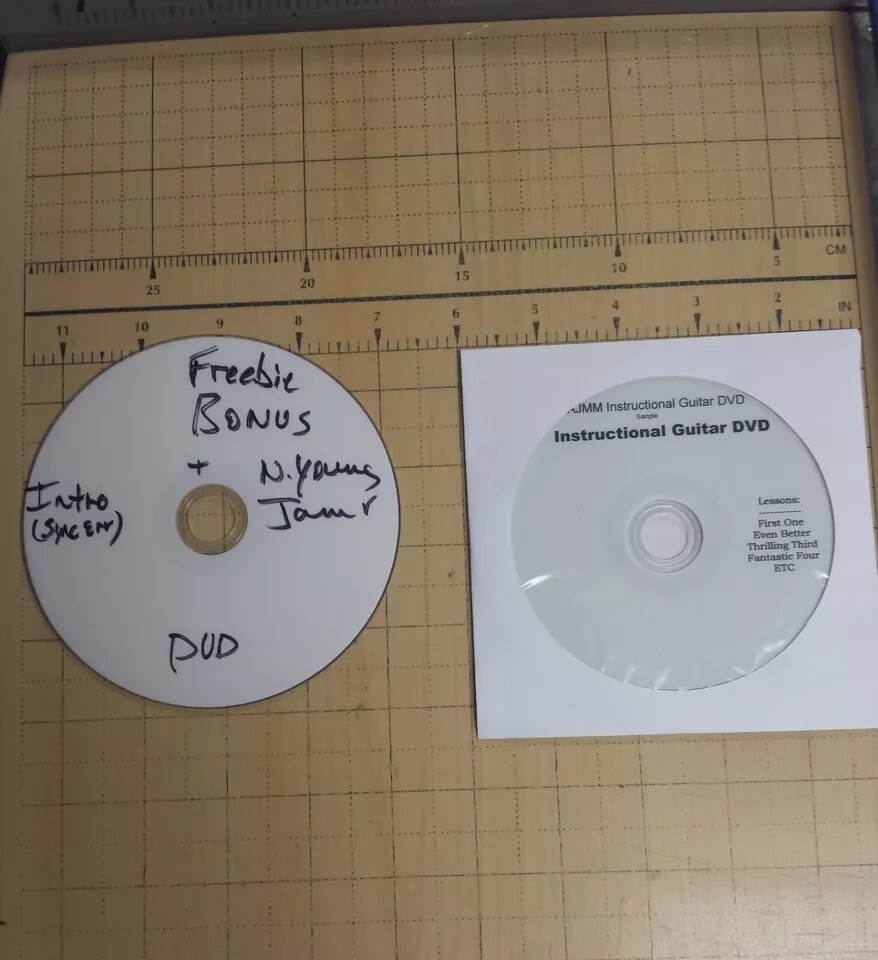 CM
25 20 15 10 5
IN
11 10 9 8 7 6 5 4 3 2
Freebie
BONUS
+ N. Young
Intro
(SYNC ERR)
DVD
AJMM Instructional Guitar DVD
Sample
Instructional Guitar DVD
Lessons:
------------
First One
Even Better
Thrilling Third
Fantastic Four
ETC